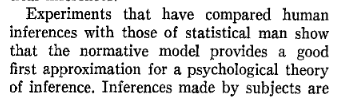 Experiments that have compared human
inferences with those of statistical man show
that the normative model provides a good
first approximation for a psychological theory
of inference. Inferences made by subjects are